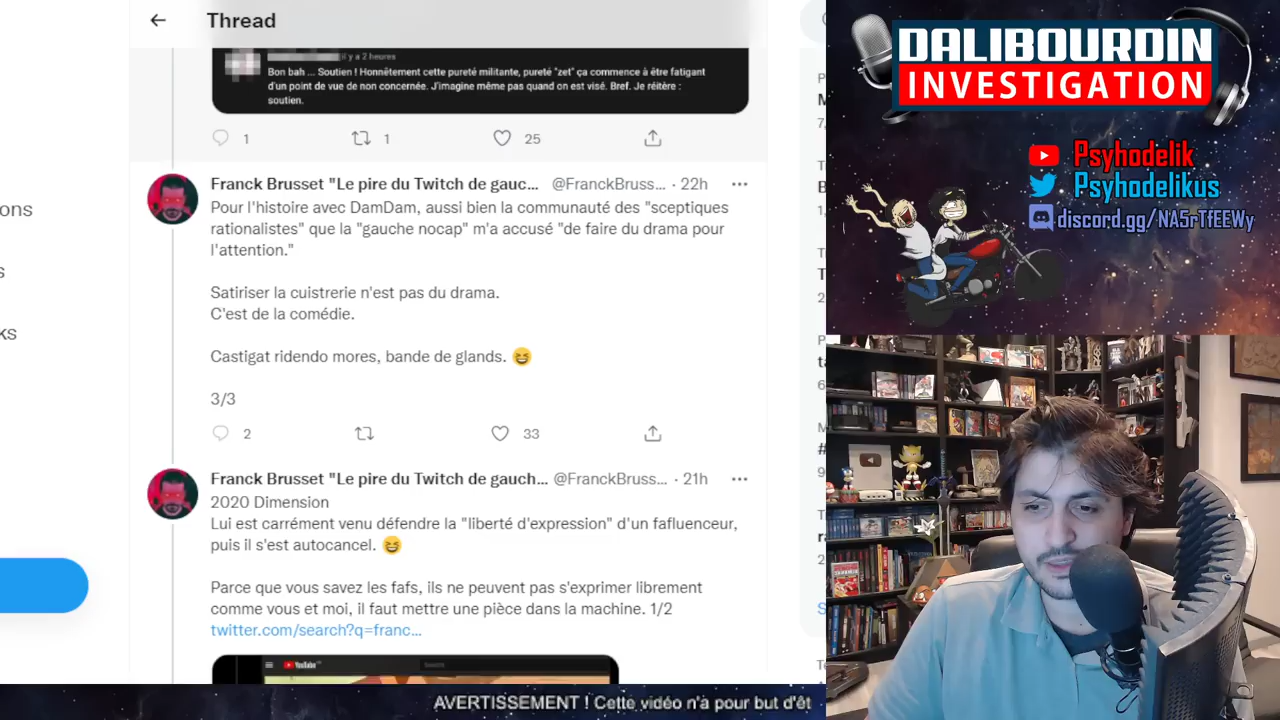 Thread
il y a 2 heures
Bon bah ... Soutien ! Honnêtement cette pureté militante, pureté "zet" ça commence à être fatigant
d'un point de vue de non concernée. J'imagine même pas quand on est visé. Bref. Je réitère :
soutien.
1
1
25
Franck Brusset "Le pire du Twitch de gauc... @FranckBruss... · 22h
Pour l'histoire avec DamDam, aussi bien la communauté des "sceptiques
rationalistes" que la "gauche nocap" m'a accusé "de faire du drama pour
l'attention."
Satiriser la cuistrerie n'est pas du drama.
C'est de la comédie.
Castigat ridendo mores, bande de glands. 😆
3/3
2
33
Franck Brusset "Le pire du Twitch de gauch... @FranckBruss... · 21h
2020 Dimension
Lui est carrément venu défendre la "liberté d'expression" d'un fafluenceur,
puis il s'est autocancel. 😆
Parce que vous savez les fafs, ils ne peuvent pas s'exprimer librement
comme vous et moi, il faut mettre une pièce dans la machine. 1/2
twitter.com/search?q=franc...
YouTube
ons
s
ks
DALIBOURDIN
INVESTIGATION
Psyhodelik
Psyhodelikus
discord.gg/NA5rTfEEWy
AVERTISSEMENT ! Cette vidéo n'à pour but d'êt